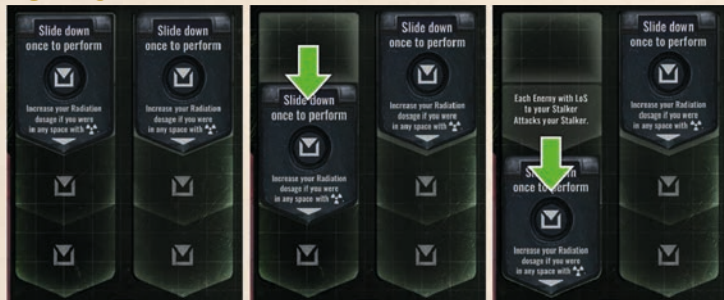 Slide down
once to perform
Increase your Radiation
dosage if you were
in any space with
Slide down
once to perform
Increase your Radiation
dosage if you were
in any space with
Slide down
once to perform
Increase your Radiation
dosage if you were
in any space with
Slide down
once to perform
Increase your Radiation
dosage if you were
in any space with
Each Enemy with LoS
to your Stalker
Attacks your Stalker.
Slide down
once to perform
Increase your Radiation
dosage if you were
in any space with
Slide down
once to perform
Increase your Radiation
dosage if you were
in any space with